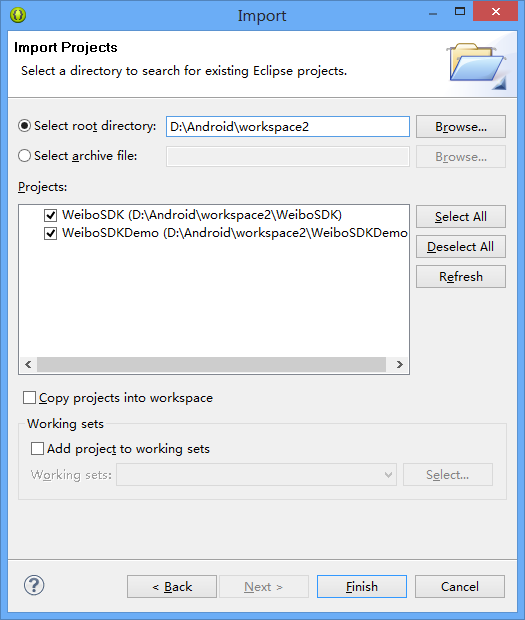 Import
Import Projects
Select a directory to search for existing Eclipse projects.
Select root directory:
D:\Android\workspace2
Browse...
Select archive file:
Browse...
Projects:
WeiboSDK (D:\Android\workspace2\WeiboSDK)
WeiboSDKDemo (D:\Android\workspace2\WeiboSDKDemo
Select All
Deselect All
Refresh
Copy projects into workspace
Working sets
Add project to working sets
Working sets:
Select...
?
< Back
Next >
Finish
Cancel